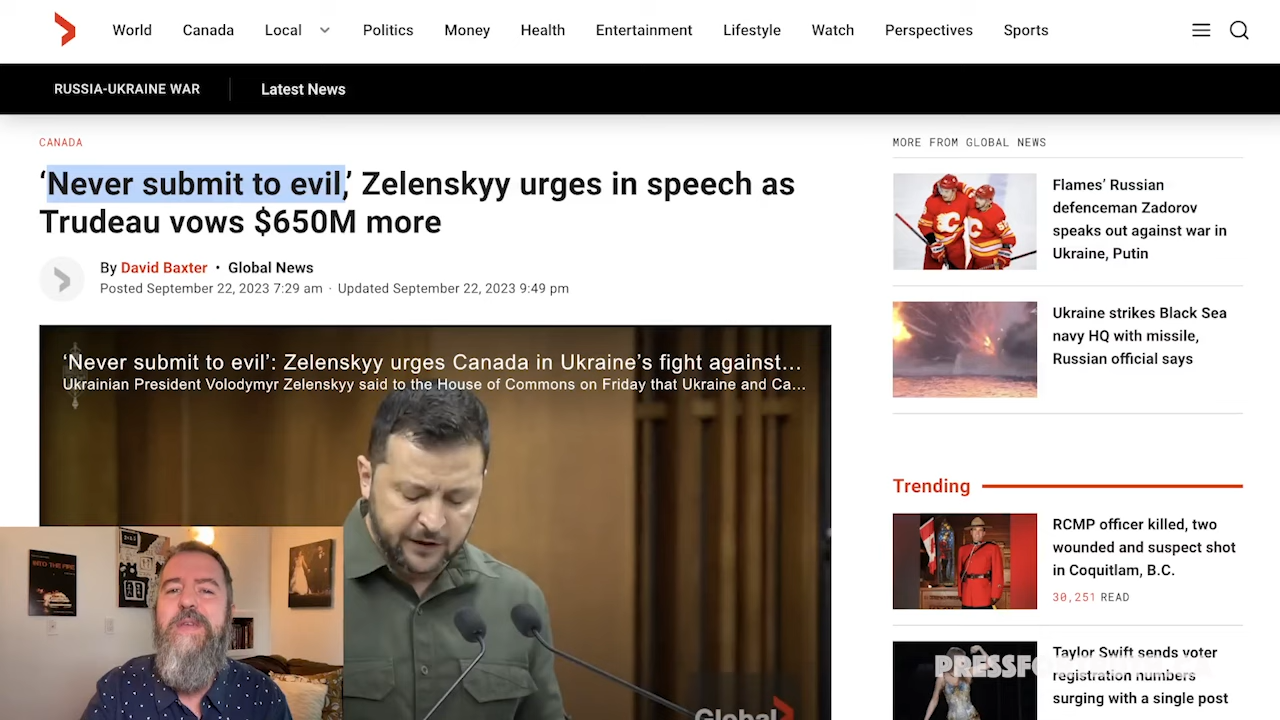 World Canada Local Politics Money Health Entertainment Lifestyle Watch Perspectives Sports
RUSSIA-UKRAINE WAR Latest News
CANADA
‘Never submit to evil,’ Zelenskyy urges in speech as
Trudeau vows $650M more
By David Baxter • Global News
Posted September 22, 2023 7:29 am · Updated September 22, 2023 9:49 pm
‘Never submit to evil’: Zelenskyy urges Canada in Ukraine’s fight against...
Ukrainian President Volodymyr Zelenskyy said to the House of Commons on Friday that Ukraine and Ca...
INTO THE FIRE
Global
MORE FROM GLOBAL NEWS
Flames’ Russian
defenceman Zadorov
speaks out against war in
Ukraine, Putin
Ukraine strikes Black Sea
navy HQ with missile,
Russian official says
Trending
RCMP officer killed, two
wounded and suspect shot
in Coquitlam, B.C.
30,251 READ
Taylor Swift sends voter
registration numbers
surging with a single post